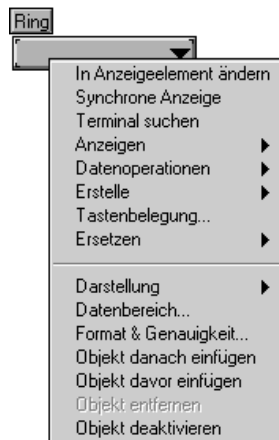 Ring
In Anzeigeelement ändern
Synchrone Anzeige
Terminal suchen
Anzeigen
Datenoperationen
Erstelle
Tastenbelegung...
Ersetzen
Darstellung
Datenbereich...
Format & Genauigkeit...
Objekt danach einfügen
Objekt davor einfügen
Objekt entfernen
Objekt deaktivieren